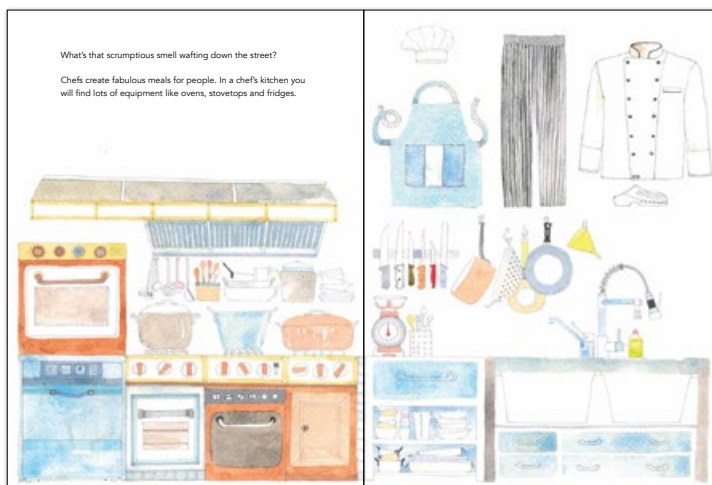 What's that scrumptious smell wafting down the street?
Chefs create fabulous meals for people. In a chef's kitchen you
will find lots of equipment like ovens, stovetops and fridges.